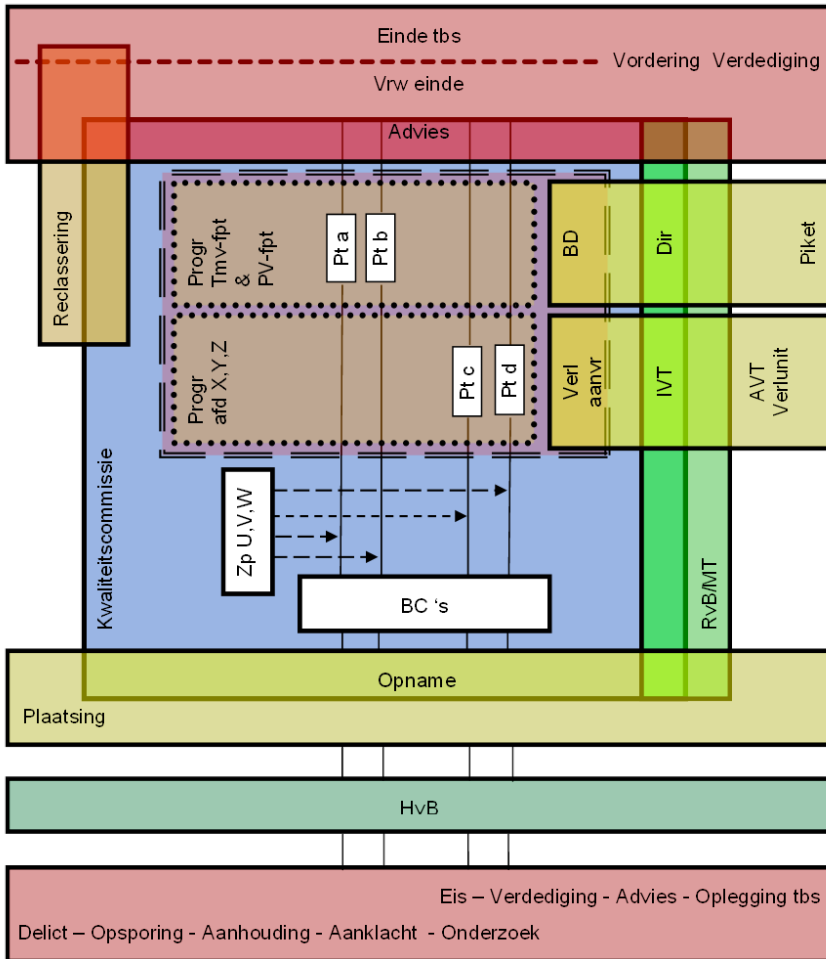 Einde tbs
Vordering Verdediging
Vrw einde
Advies
Reclassering
Progr
Tmv-fpt
&
PV-fpt
Pt a
Pt b
BD
Dir
Piket
Progr
afd X,Y,Z
Pt c
Pt d
Verl
aanvr
IVT
AVT
Verlunit
Kwaliteitscommissie
Zp U,V,W
BC ‘s
RvB/MT
Opname
Plaatsing
HvB
Eis – Verdediging - Advies - Oplegging tbs
Delict – Opsporing - Aanhouding - Aanklacht - Onderzoek